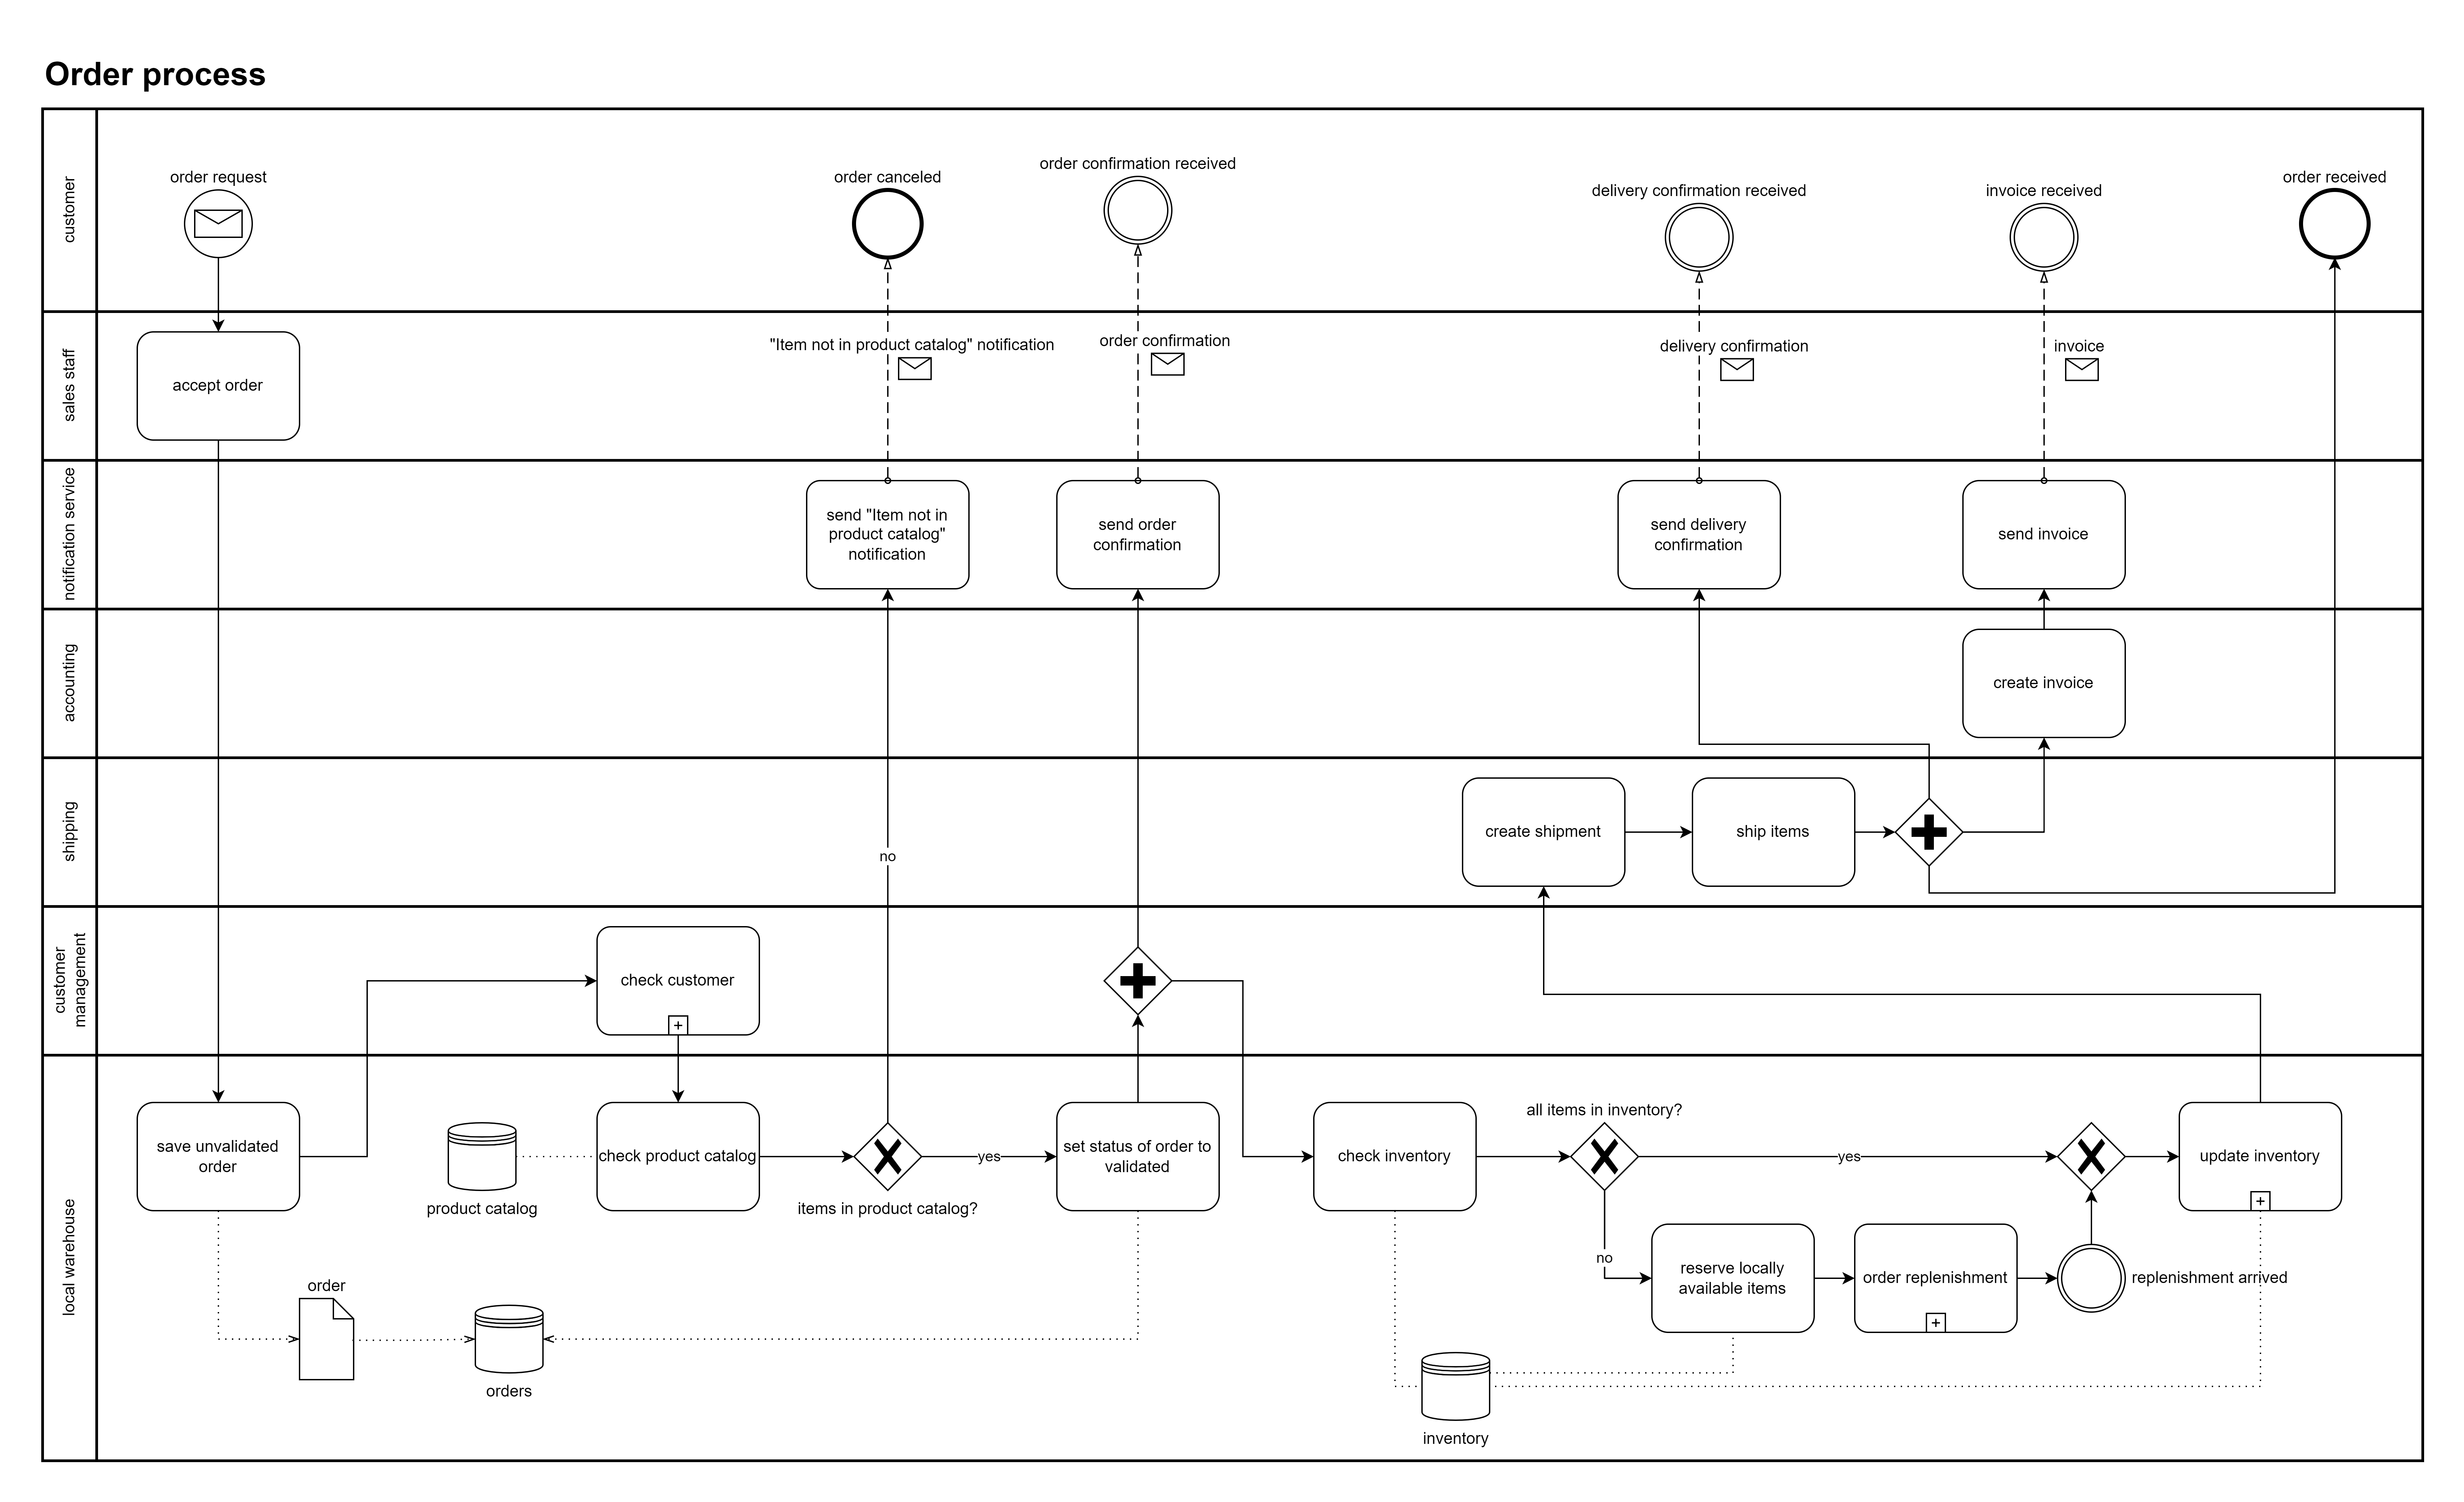 Order process
customer
order request
order canceled
order confirmation received
delivery confirmation received
invoice received
order received
sales staff
accept order
"Item not in product catalog" notification
order confirmation
delivery confirmation
invoice
notification service
send "Item not in
product catalog"
notification
send order
confirmation
send delivery
confirmation
send invoice
accounting
create invoice
shipping
no
create shipment
ship items
customer
management
check customer
local warehouse
save unvalidated
order
product catalog
check product catalog
items in product catalog?
yes
set status of order to
validated
check inventory
all items in inventory?
yes
update inventory
no
reserve locally
available items
order replenishment
replenishment arrived
order
orders
inventory